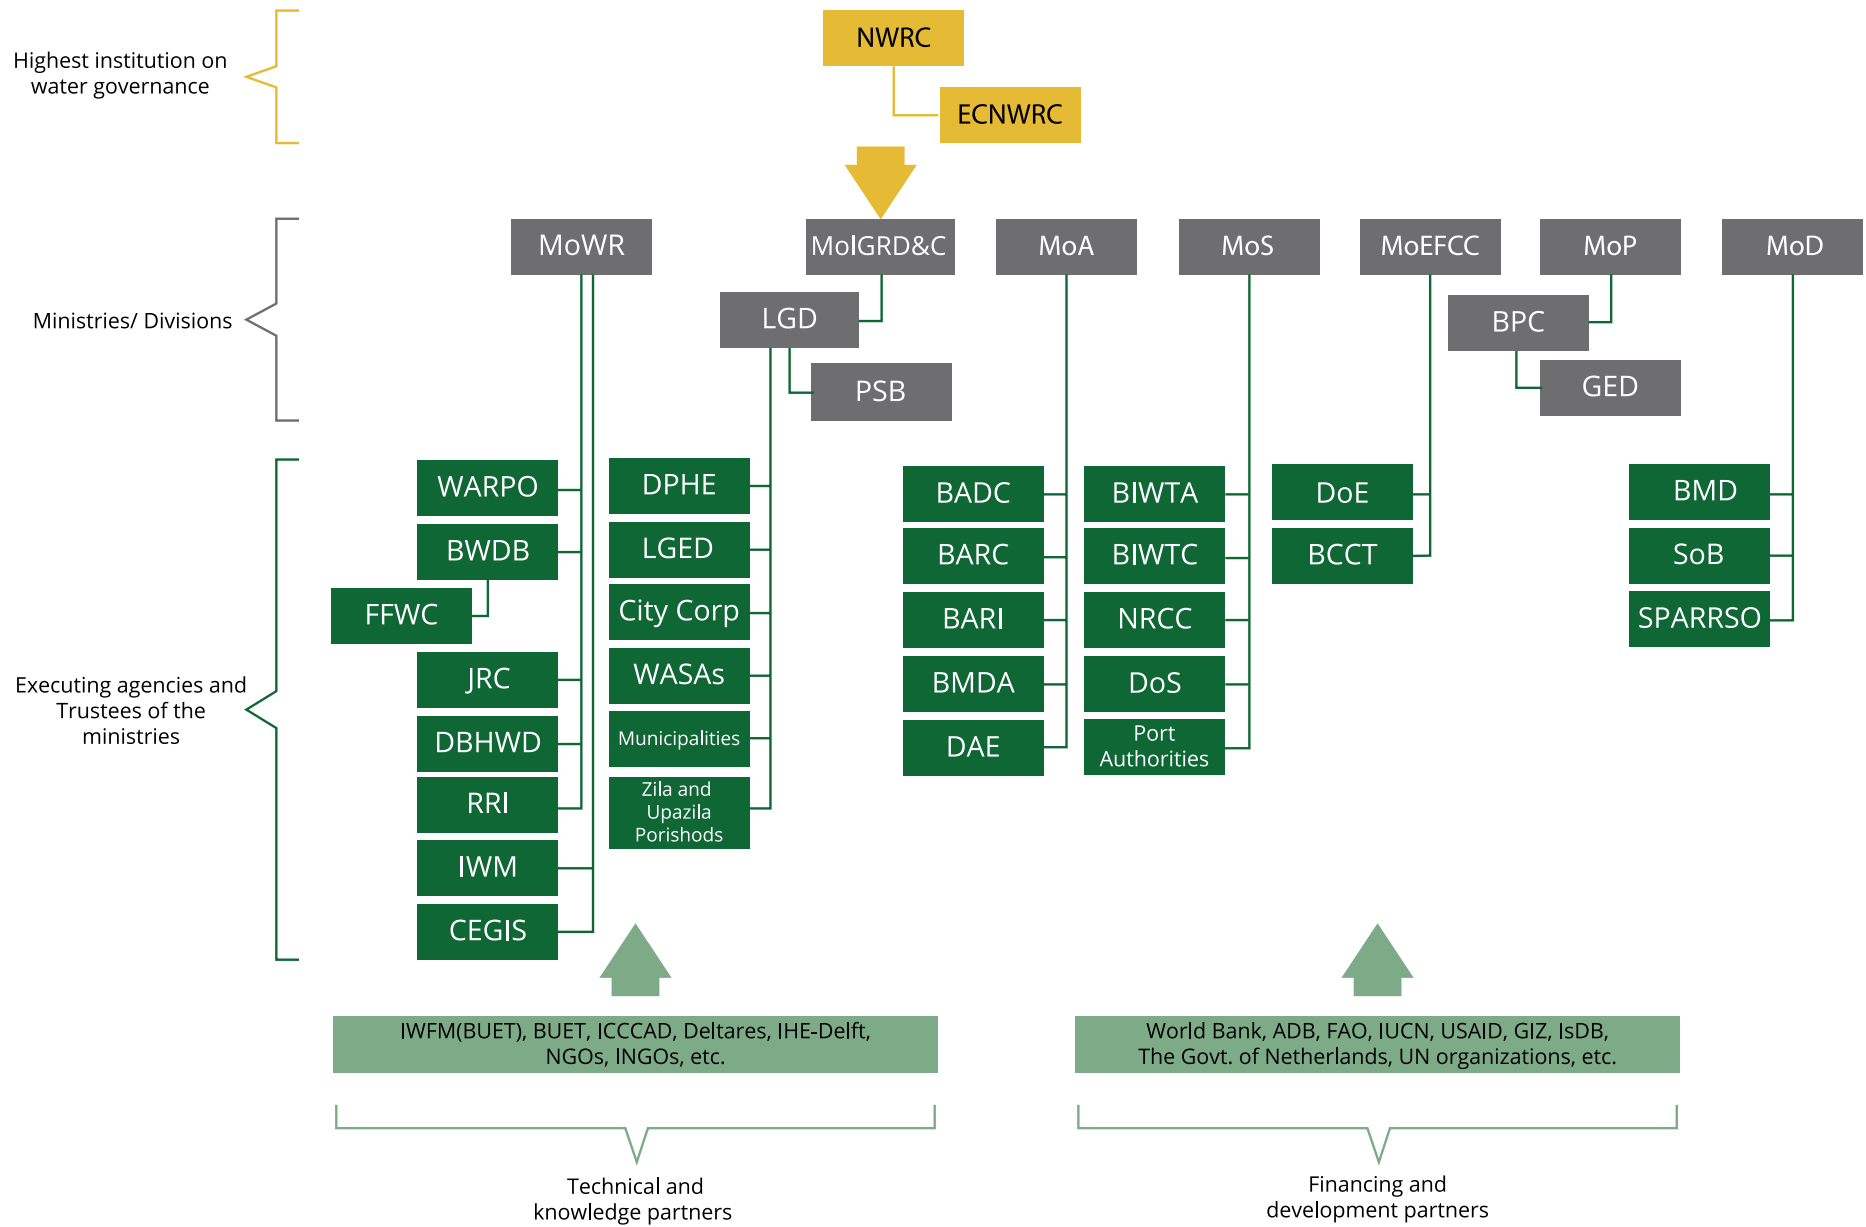 Highest institution on
water governance
NWRC
ECNWRC
Ministries/ Divisions
MoWR
MolGRD&C
MoA
MoS
MoEFCC
MoP
MoD
LGD
PSB
BPC
GED
Executing agencies and
Trustees of the
ministries
WARPO
BWDB
FFWC
JRC
DBHWD
RRI
IWM
CEGIS
DPHE
LGED
City Corp
WASAs
Municipalities
Zila and
Upazila
Porishods
BADC
BARC
BARI
BMDA
DAE
BIWTA
BIWTC
NRCC
DoS
Port
Authorities
DoE
BCCT
BMD
SoB
SPARRSO
IWFM(BUET), BUET, ICCCAD, Deltares, IHE-Delft,
NGOs, INGOs, etc.
World Bank, ADB, FAO, IUCN, USAID, GIZ, IsDB,
The Govt. of Netherlands, UN organizations, etc.
Technical and
knowledge partners
Financing and
development partners